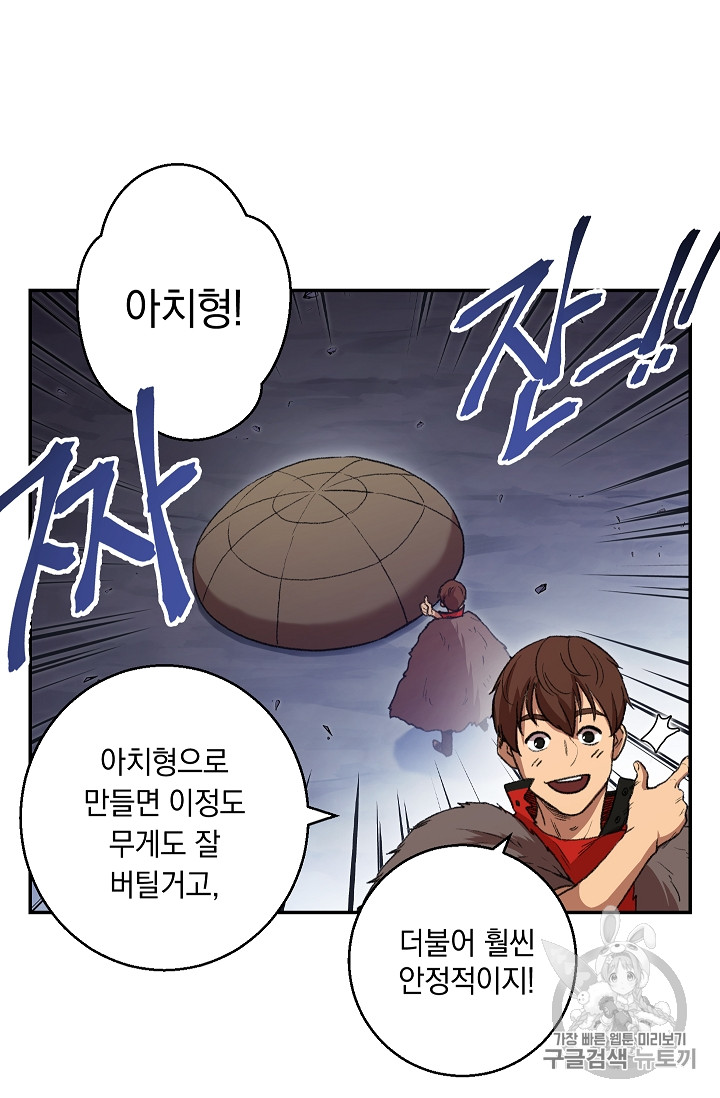 아치형!
짜잔-!!
아치형으로
만들면 이정도
무게도 잘
버틸거고,
더불어 훨씬
안정적이지!
가장 빠른 웹툰 미리보기
구글검색 뉴토끼